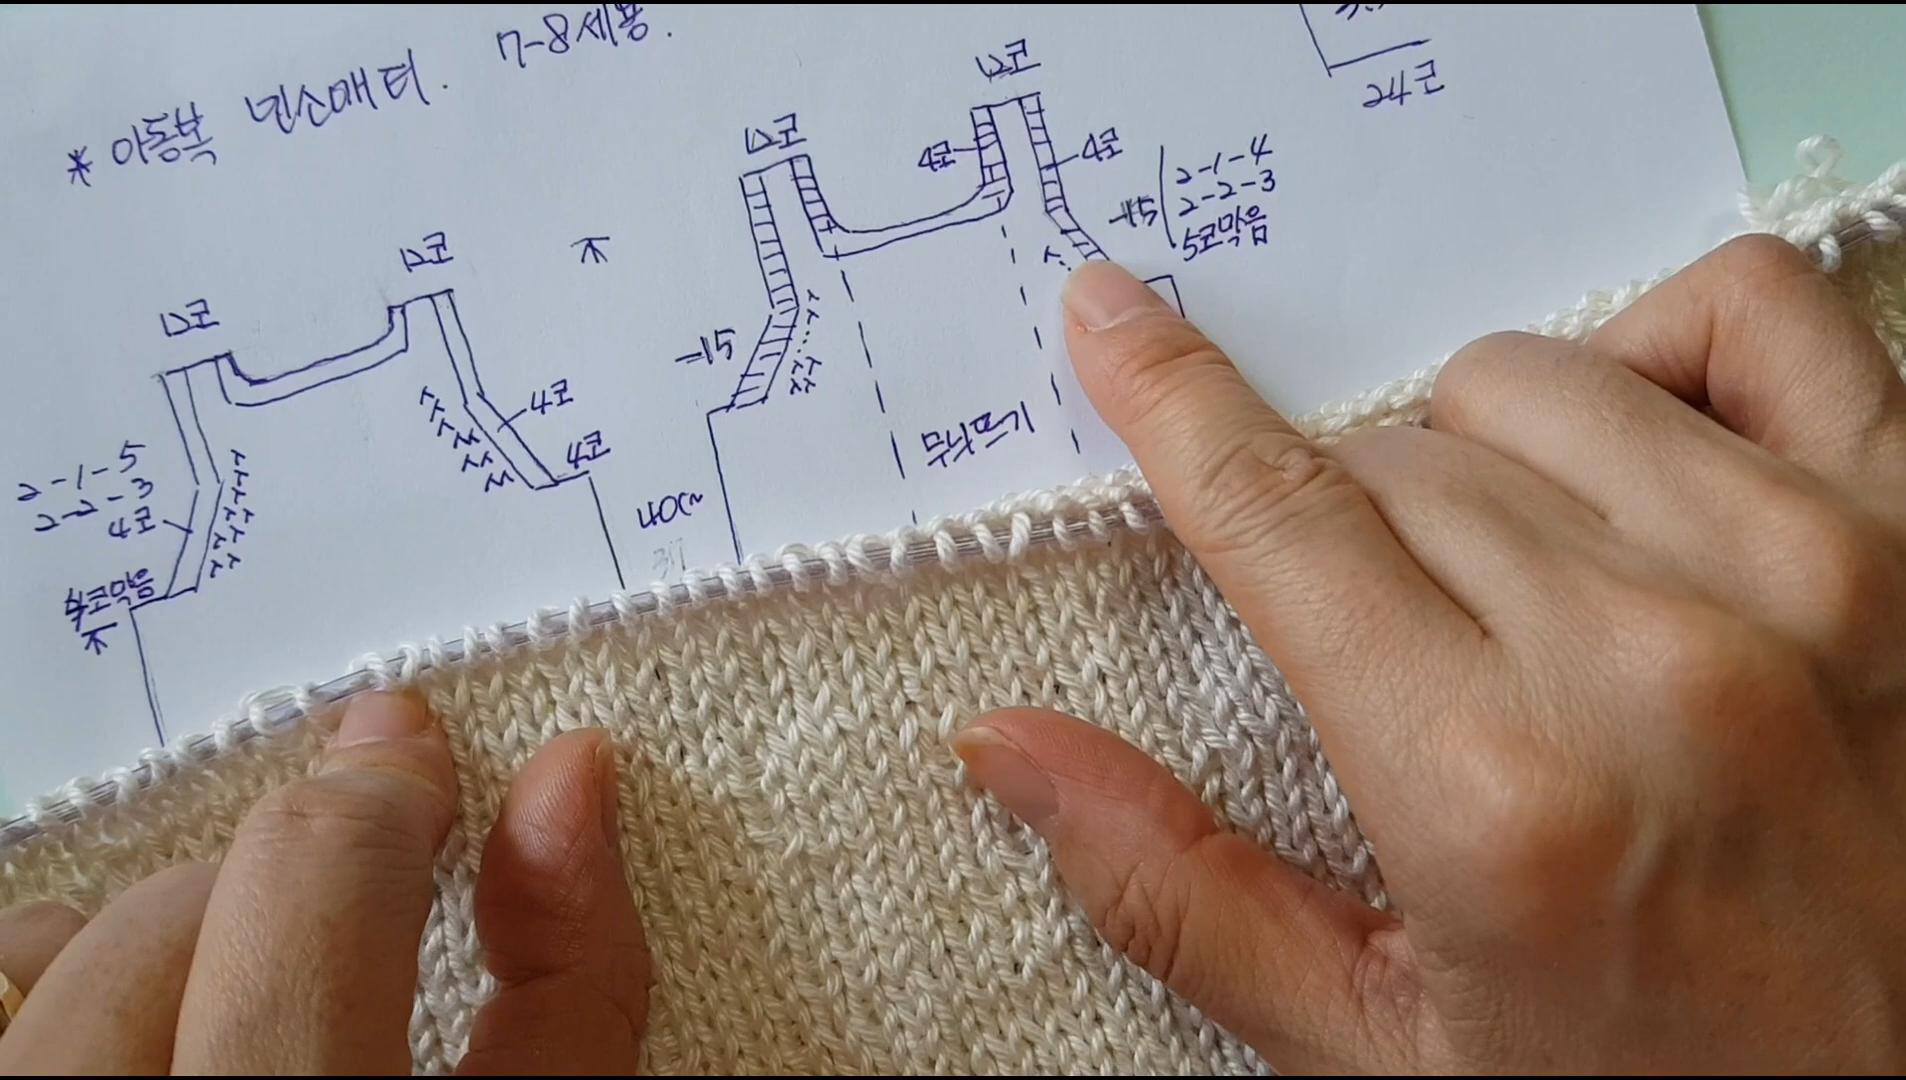 * 아동복 민소매 티. 7-8세용.
24코
12코
12코
4코
4코
-15
2-1-4
2-2-3
5코막음
12코
12코
-15
4코
4코
2-1-5
2-2-3
4코
4코막음
40cm
무늬뜨기